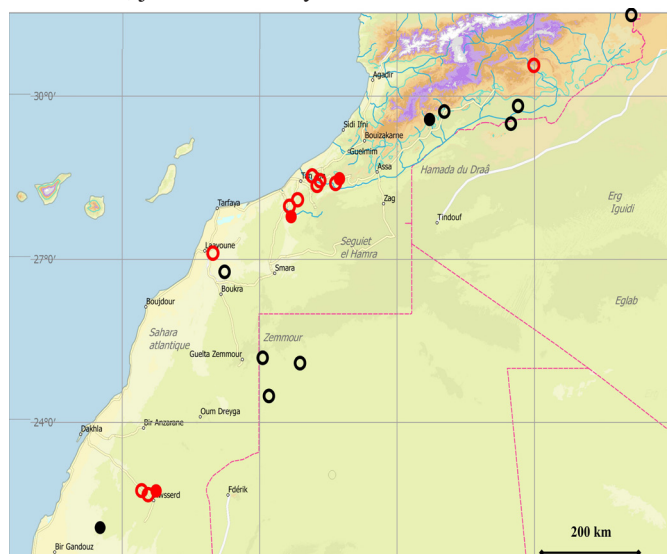 Agadir
30°0'
Sidi Ifni
Bouizakarne
Guelmim
Assa
Hamada du Draâ
Tarfaya
Zag
Tindouf
Erg
Iguidi
Laayoune
Seguiet
el Hamra
27°0'
Smara
Boukra
Boujdour
Eglab
Sahara
atlantique
Zemmour
Guelta Zemmour
Oum Dreyga
24°0'
Dakhla
Bir Anzarane
Fdérik
200 km
Bir Gandouz